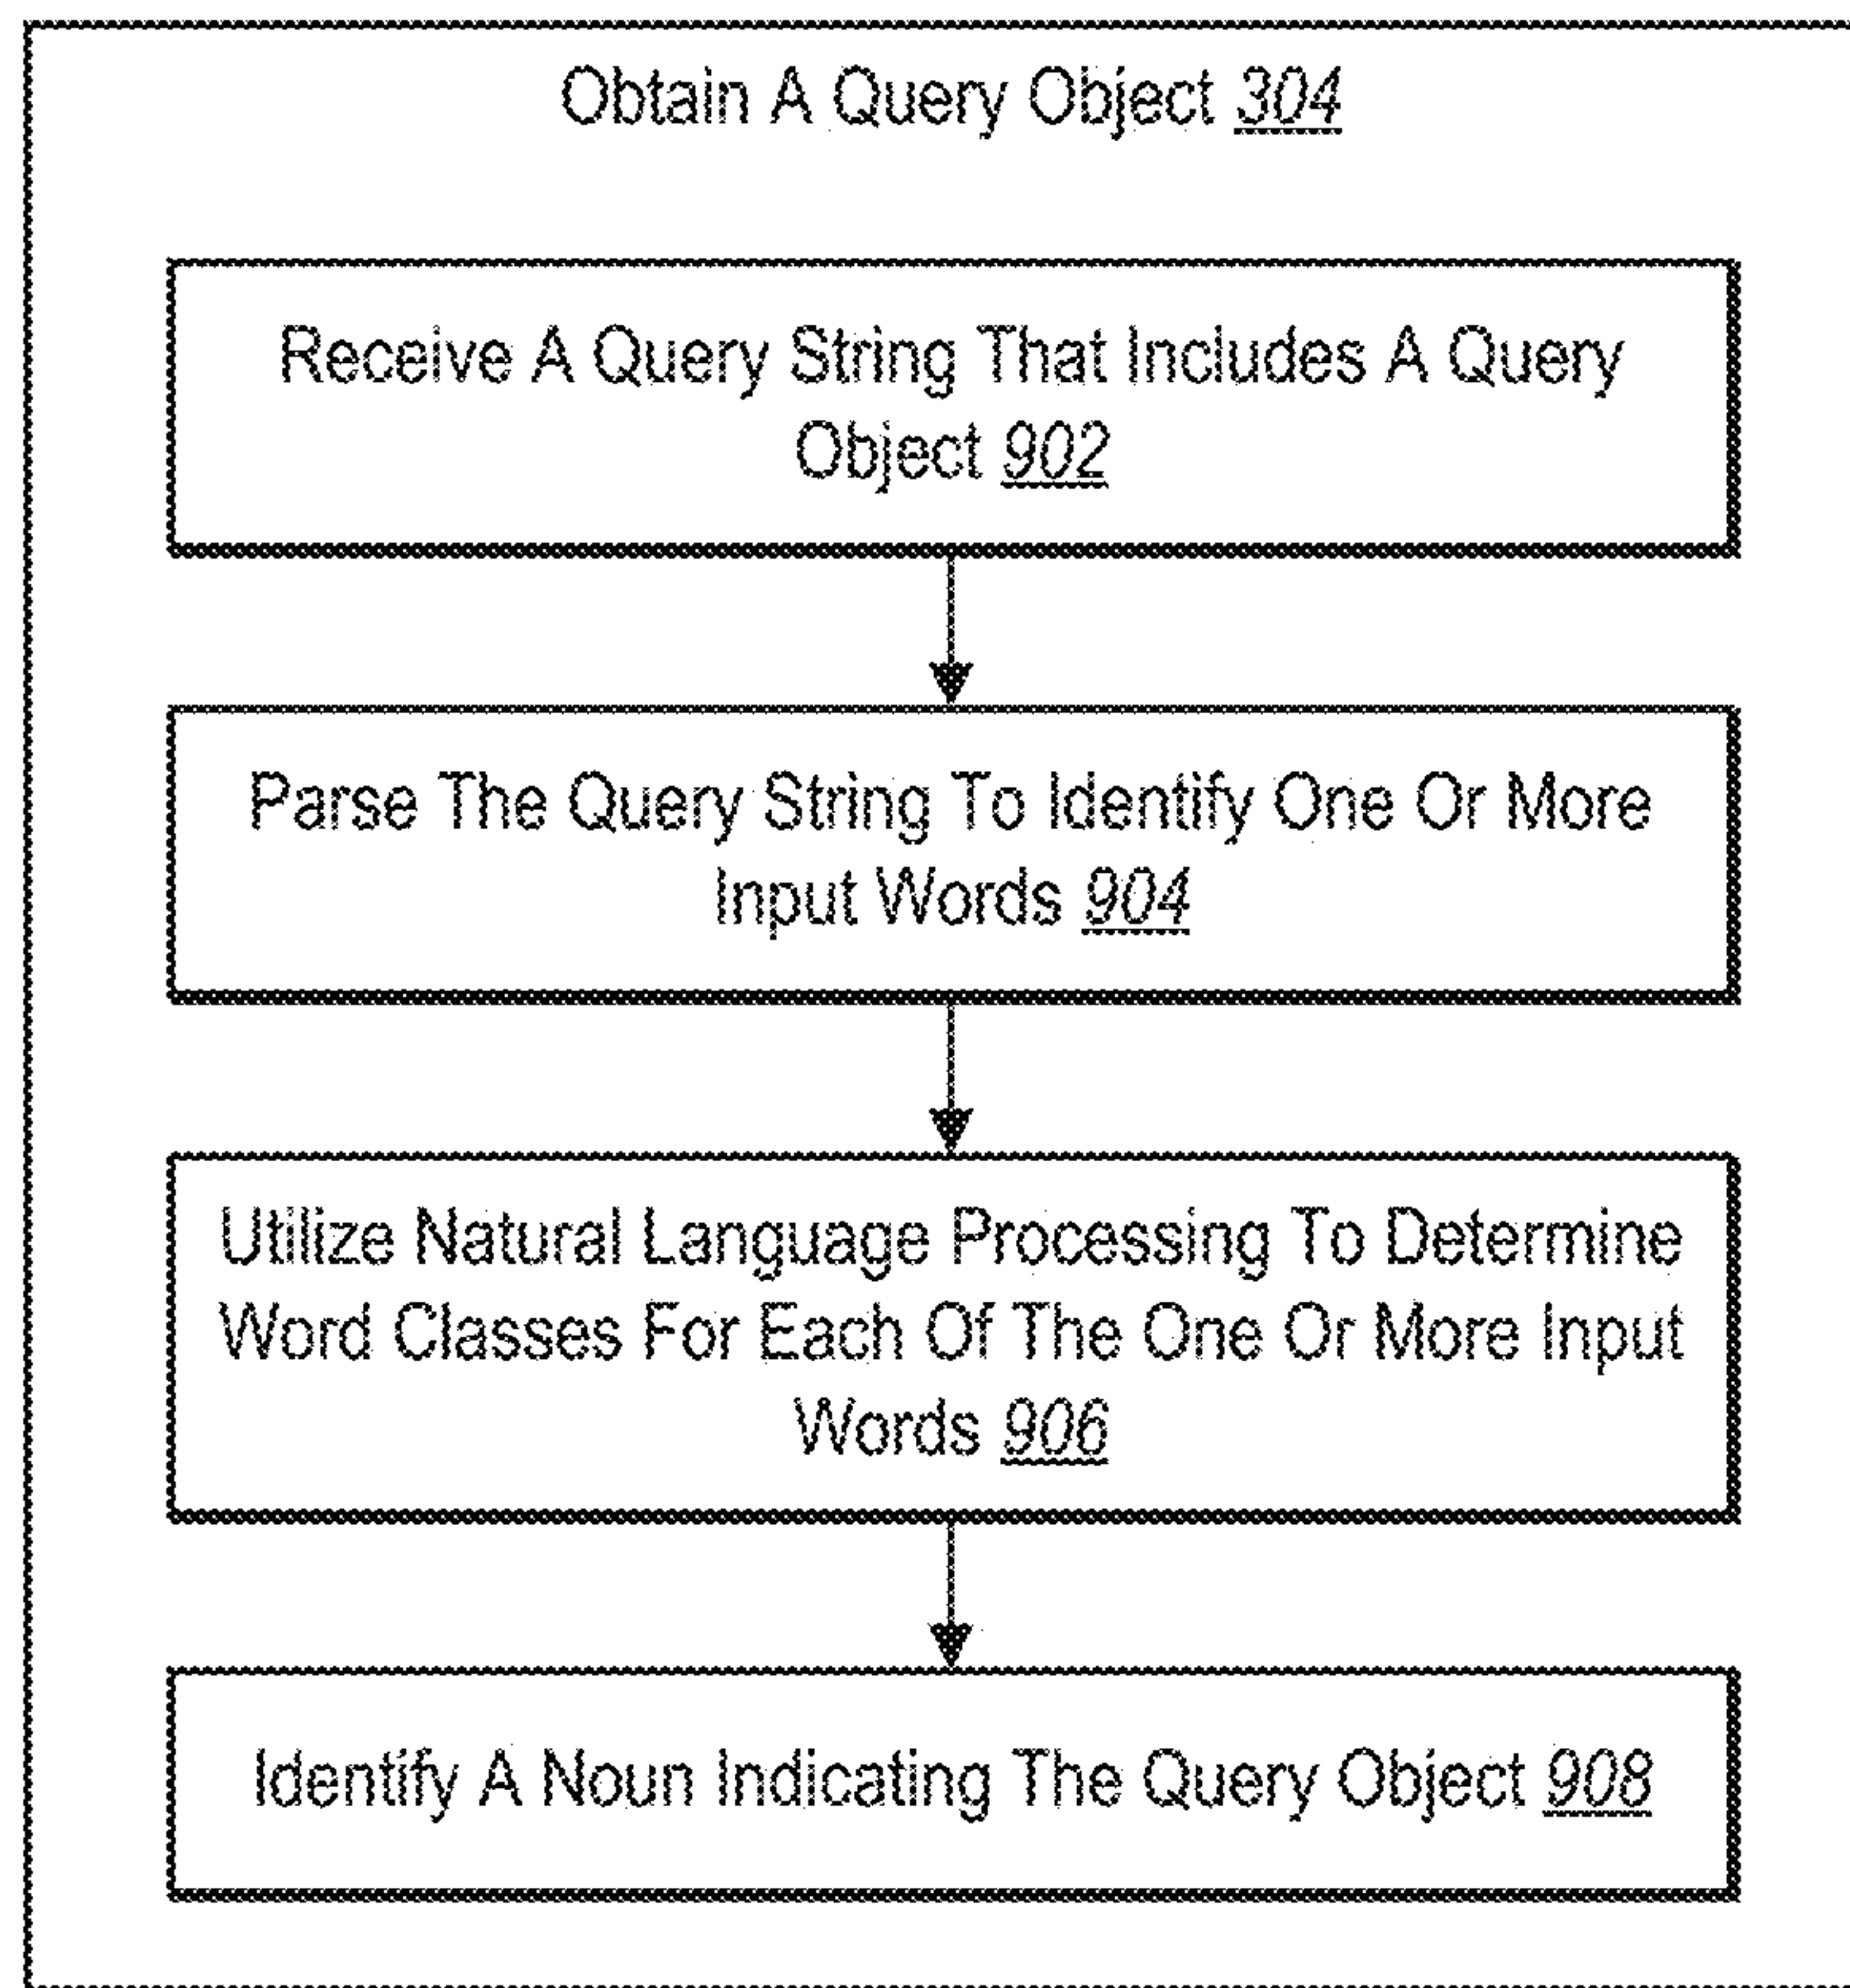 Obtain A Query Object 304
Receive A Query String That Includes A Query
Object 902
Parse The Query String To Identify One Or More
Input Words 904
Utilize Natural Language Processing To Determine
Word Classes For Each Of The One Or More Input
Words 906
Identify A Noun Indicating The Query Object 908